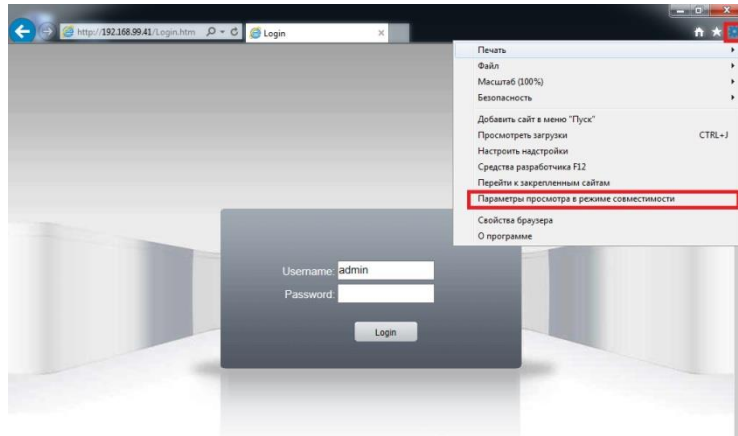 http://192.168.99.41/Login.htm
Login
Печать
Файл
Масштаб (100%)
Безопасность
Добавить сайт в меню "Пуск"
Просмотреть загрузки CTRL+J
Настроить надстройки
Средства разработчика F12
Перейти к закрепленным сайтам
Параметры просмотра в режиме совместимости
Свойства браузера
О программе
Username: admin
Password:
Login